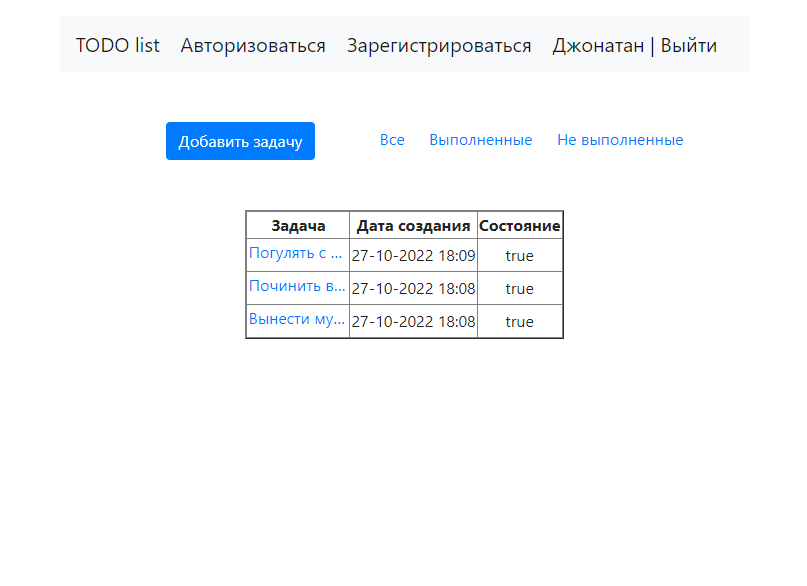 TODO list Авторизоваться Зарегистрироваться Джонатан | Выйти
Добавить задачу Все Выполненные Не выполненные
Задача Дата создания Состояние
Погулять с ... 27-10-2022 18:09 true
Починить в... 27-10-2022 18:08 true
Вынести му... 27-10-2022 18:08 true